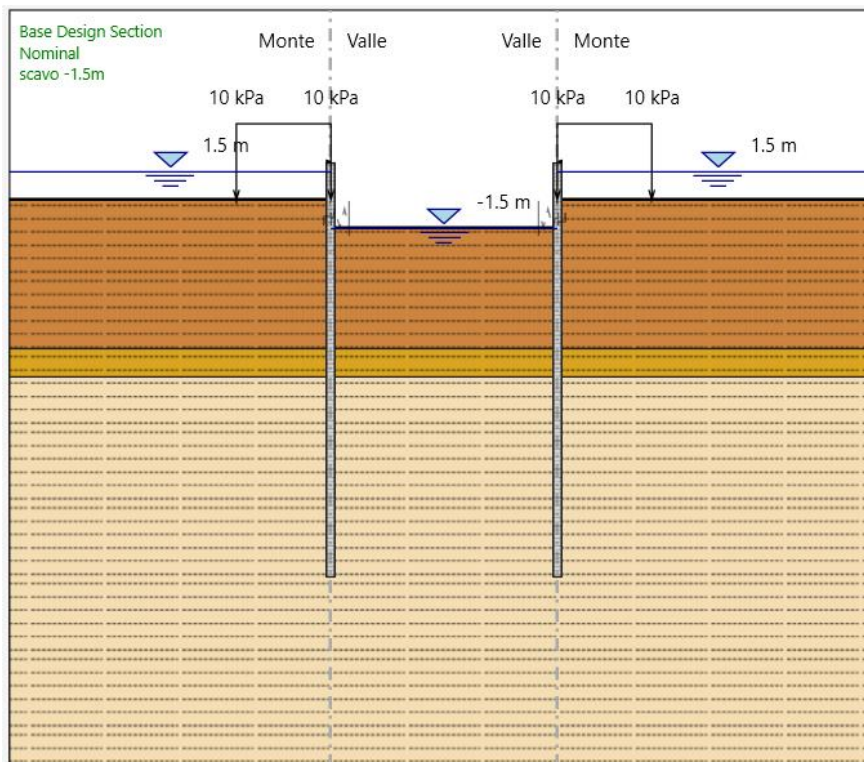 Base Design Section
Nominal
scavo -1.5m
Monte Valle Valle Monte
10 kPa 10 kPa 10 kPa 10 kPa
1.5 m 1.5 m
-1.5 m